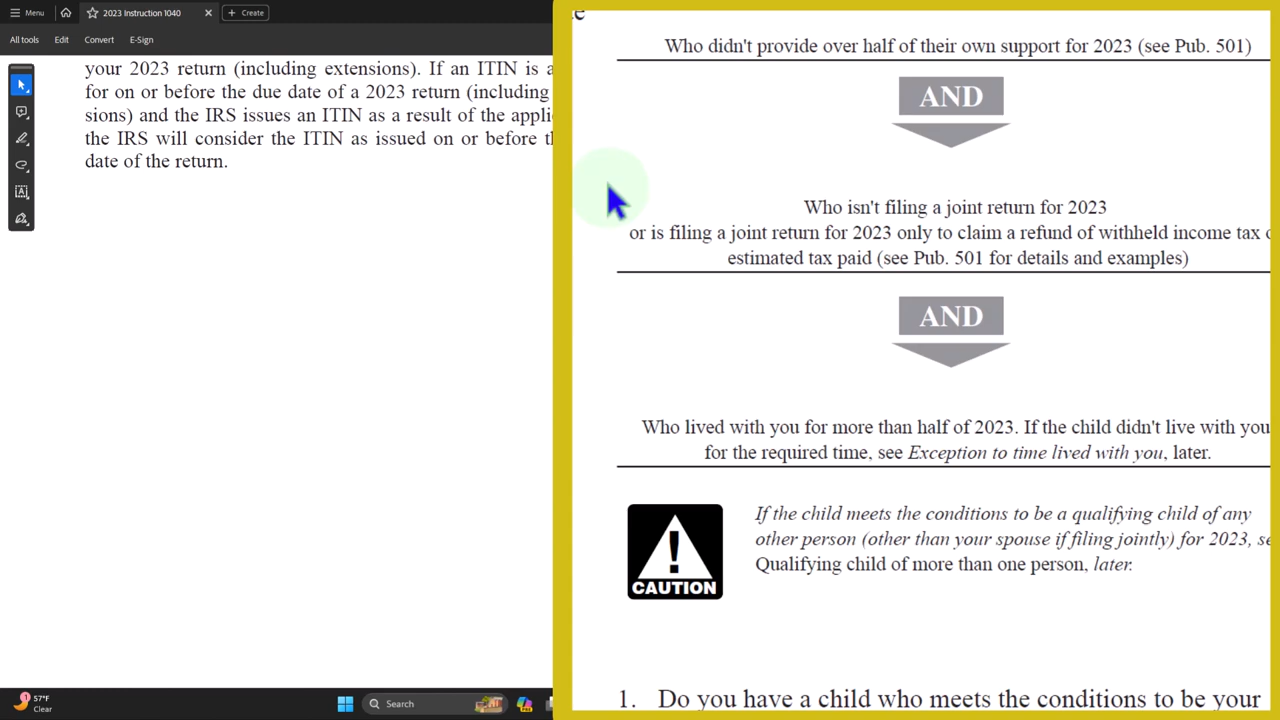 Menu
2023 Instruction 1040
Create
All tools
Edit
Convert
E-Sign
your 2023 return (including extensions). If an ITIN is a
for on or before the due date of a 2023 return (including
sions) and the IRS issues an ITIN as a result of the appli
the IRS will consider the ITIN as issued on or before th
date of the return.
Who didn't provide over half of their own support for 2023 (see Pub. 501)
AND
Who isn't filing a joint return for 2023
or is filing a joint return for 2023 only to claim a refund of withheld income tax o
estimated tax paid (see Pub. 501 for details and examples)
AND
Who lived with you for more than half of 2023. If the child didn't live with you
for the required time, see Exception to time lived with you, later.
CAUTION
If the child meets the conditions to be a qualifying child of any
other person (other than your spouse if filing jointly) for 2023, se
Qualifying child of more than one person, later.
1. Do you have a child who meets the conditions to be your
1
57°F
Clear
Search